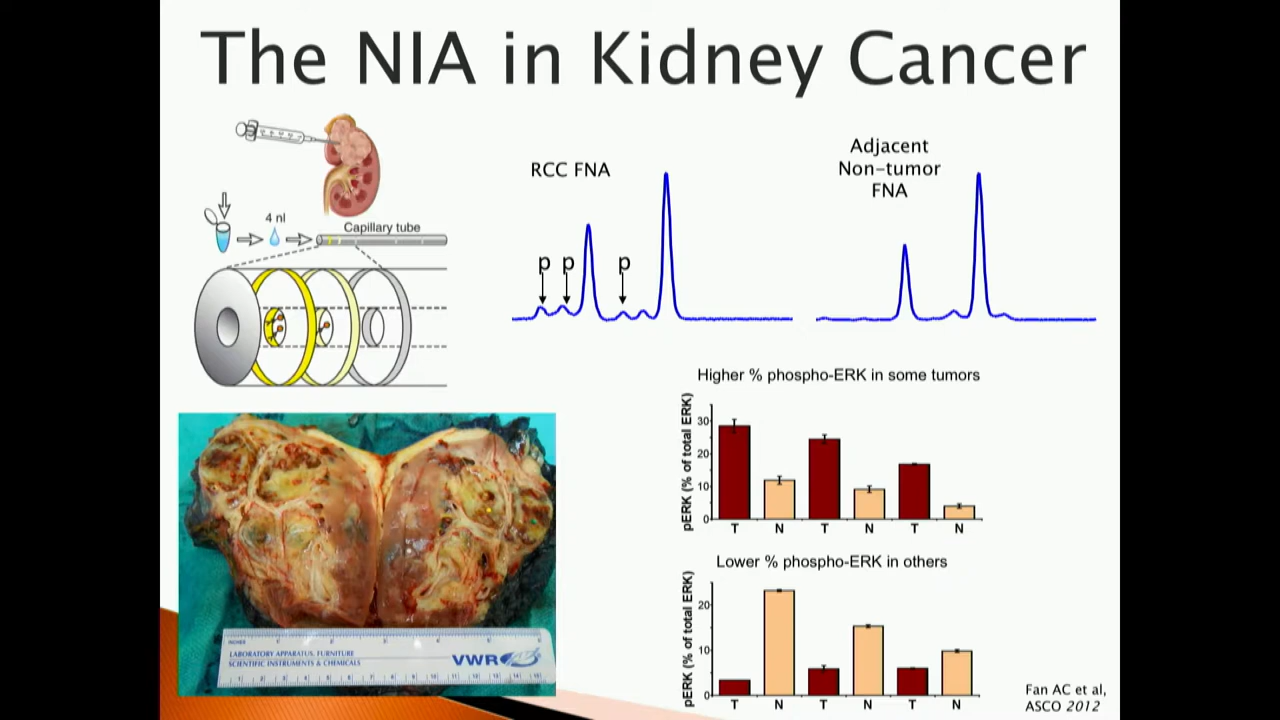 The NIA in Kidney Cancer
4 nl
Capillary tube
RCC FNA
p p p
Adjacent
Non-tumor
FNA
Higher % phospho-ERK in some tumors
pERK (% of total ERK)
30
20
10
0
T N T N T N
Lower % phospho-ERK in others
pERK (% of total ERK)
20
10
0
T N T N T N
INCHES
LABORATORY APPARATUS, FURNITURE
SCIENTIFIC INSTRUMENTS & CHEMICALS
VWR
Fan AC et al,
ASCO 2012